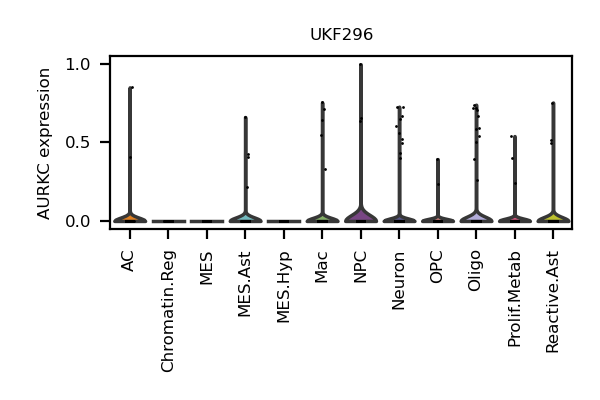 UKF296
AURKC expression
1.0
0.5
0.0
AC
Chromatin.Reg
MES
MES.Ast
MES.Hyp
Mac
NPC
Neuron
OPC
Oligo
Prolif.Metab
Reactive.Ast